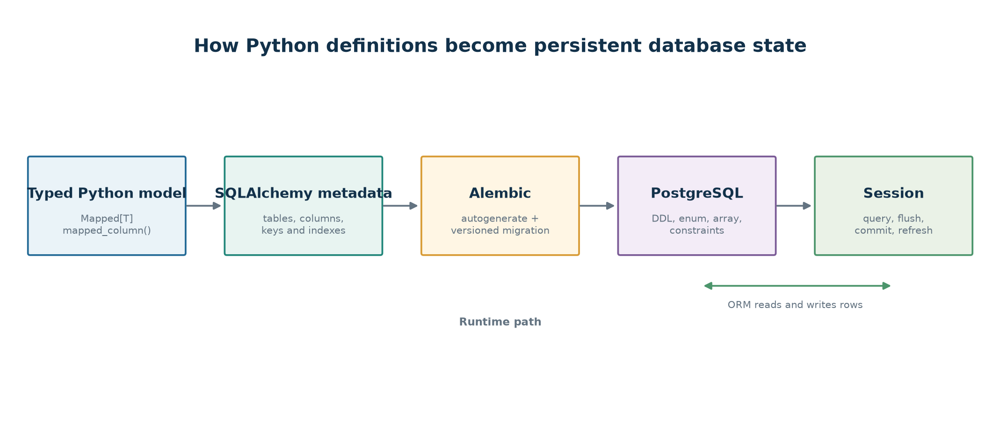 How Python definitions become persistent database state
Typed Python model
Mapped[T]
mapped_column()
SQLAlchemy metadata
tables, columns,
keys and indexes
Alembic
autogenerate +
versioned migration
PostgreSQL
DDL, enum, array,
constraints
Session
query, flush,
commit, refresh
ORM reads and writes rows
Runtime path